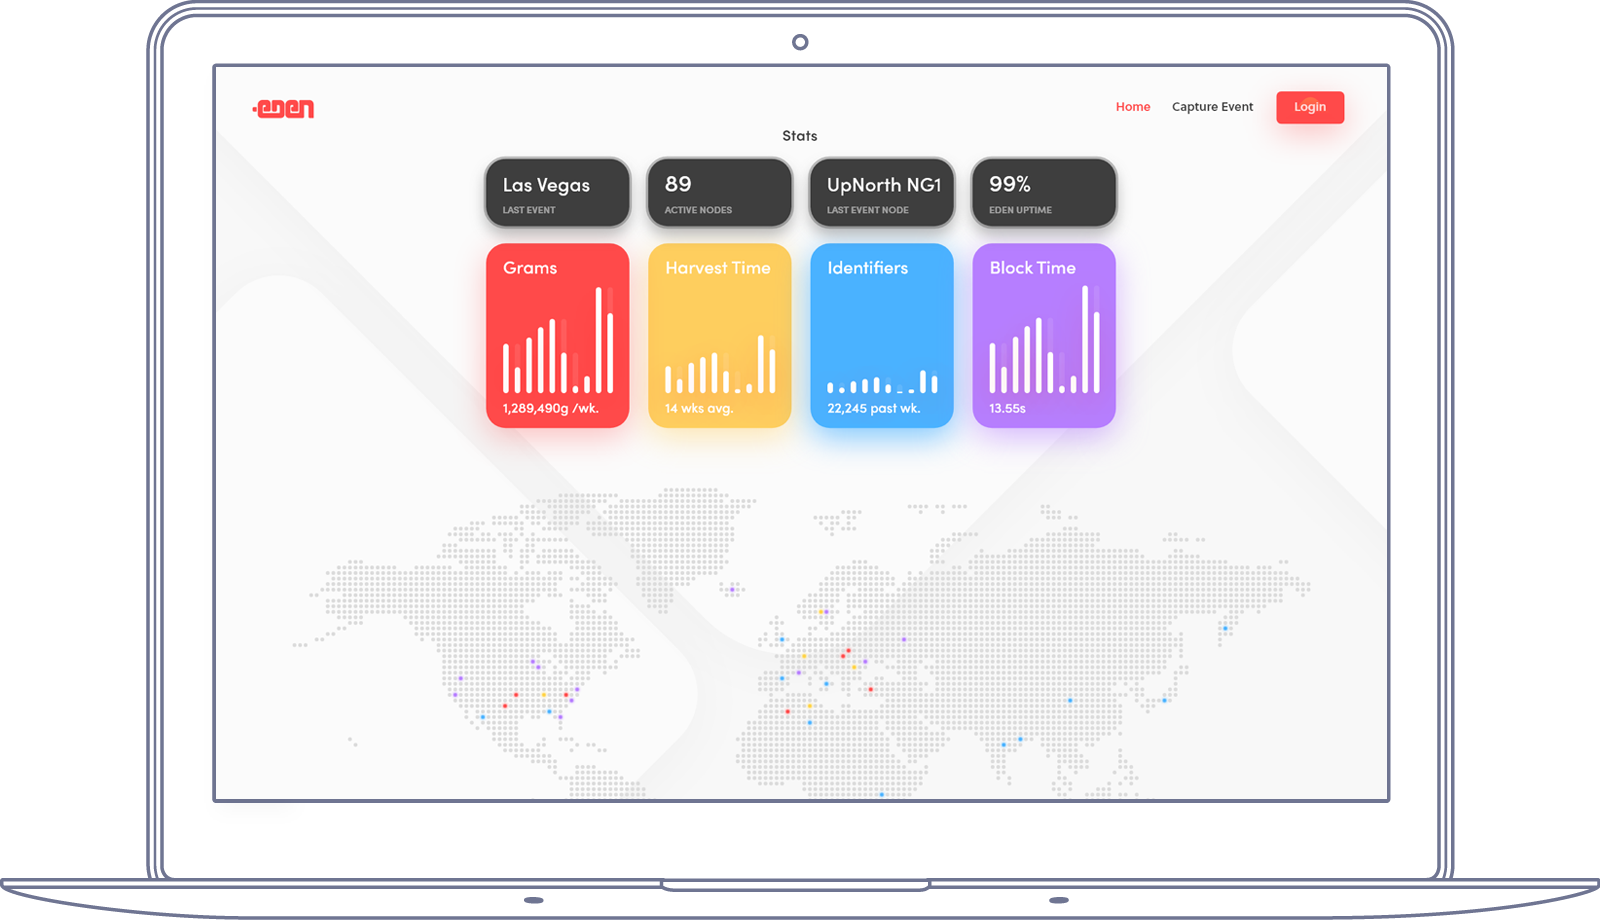 eden
Home
Capture Event
Login
Stats
Las Vegas
LAST EVENT
89
ACTIVE NODES
UpNorth NG1
LAST EVENT NODE
99%
EDEN UPTIME
Grams
1,289,490g /wk.
Harvest Time
14 wks avg.
Identifiers
22,245 past wk.
Block Time
13.55s